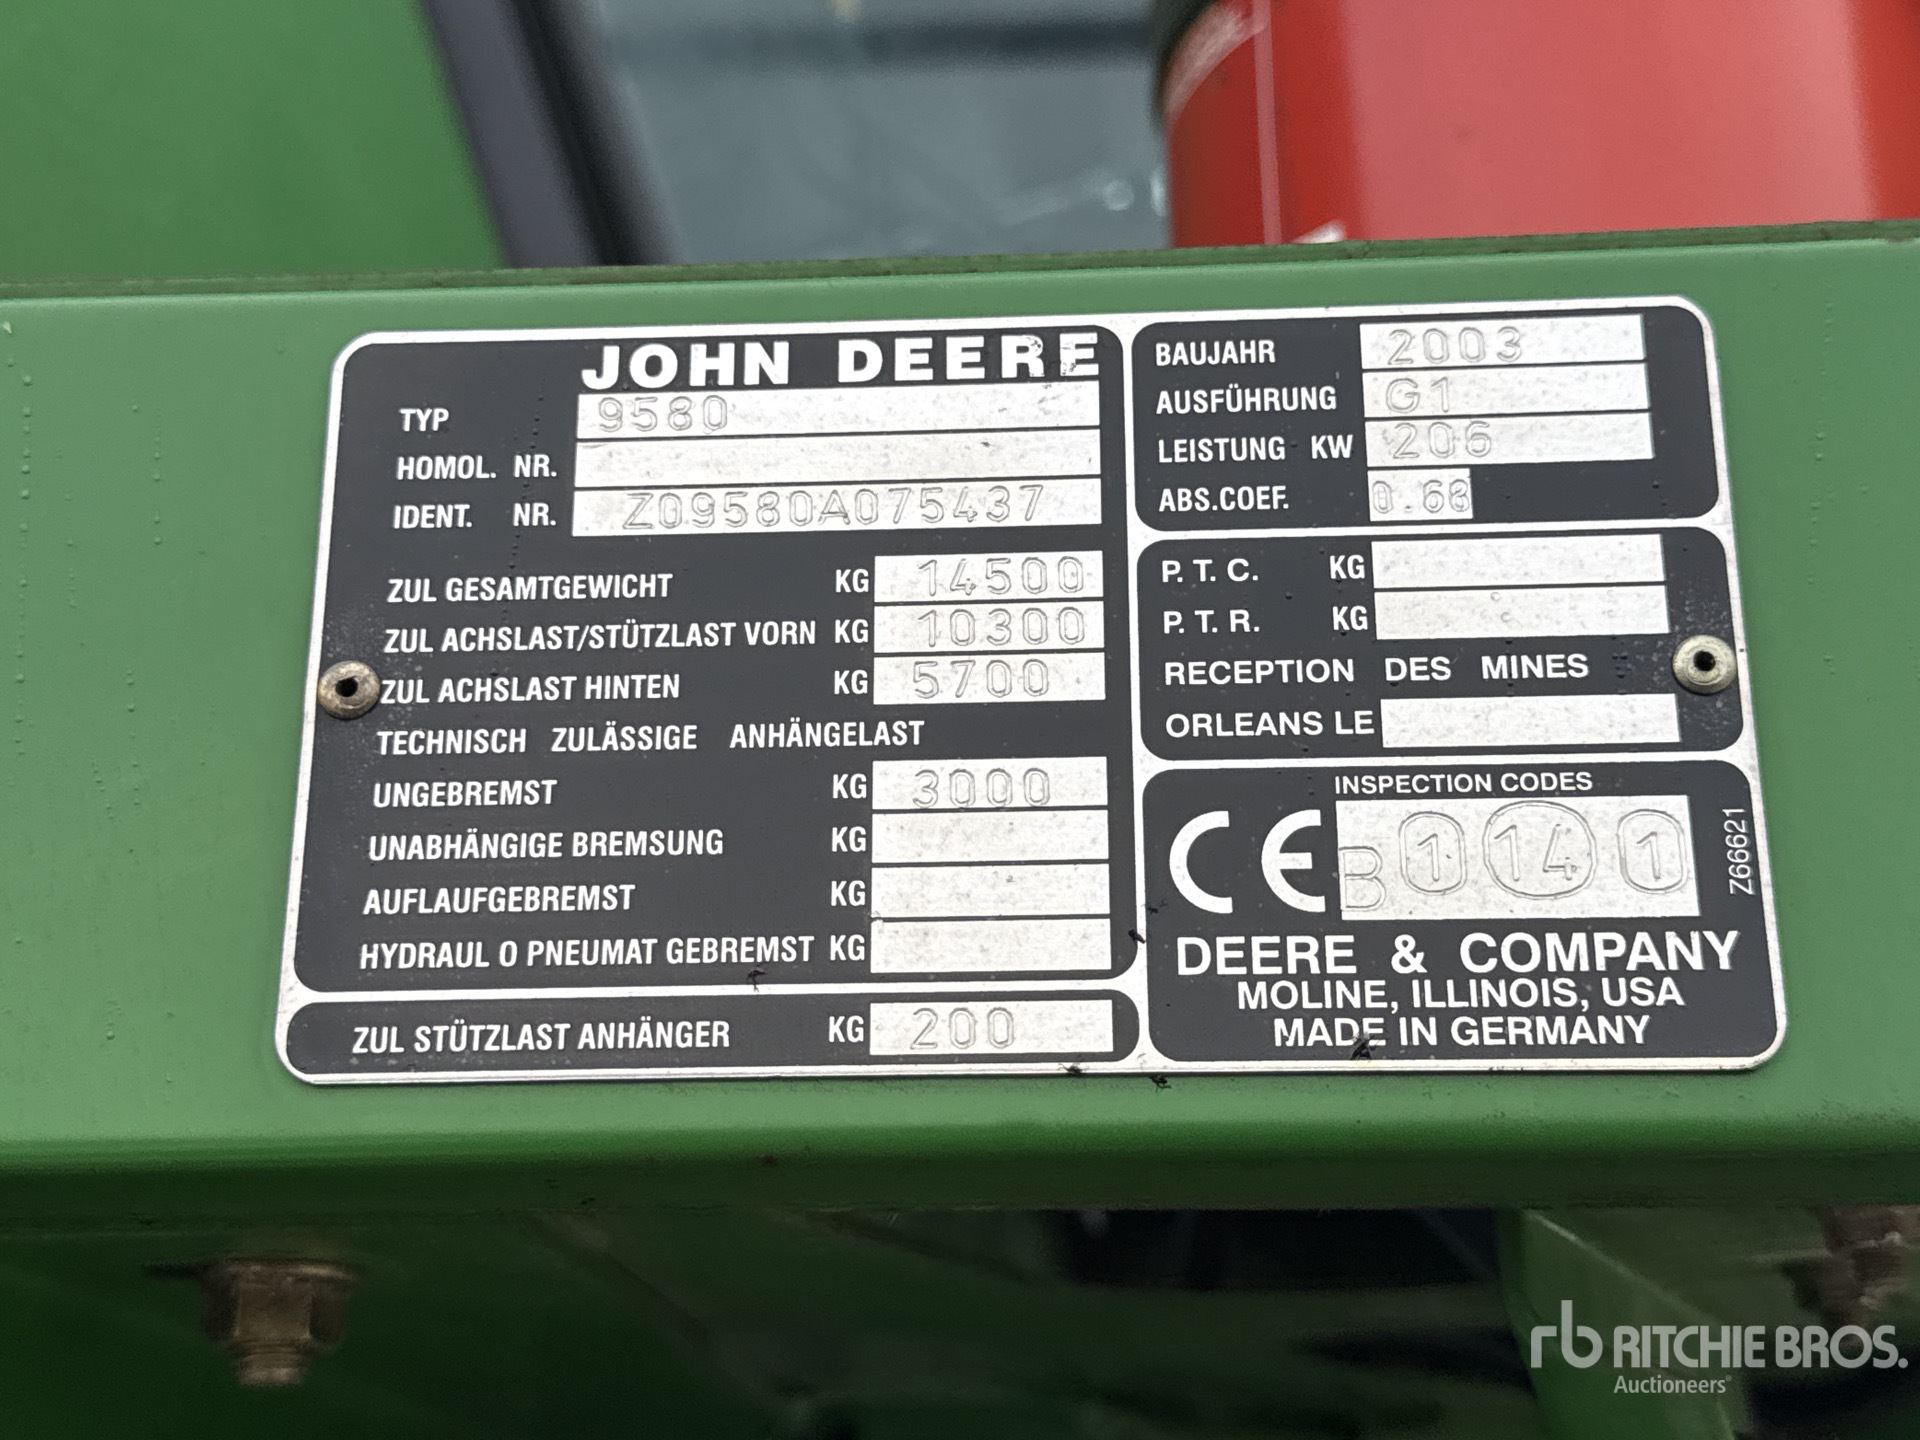 JOHN DEERE
TYP 9580
HOMOL. NR.
IDENT. NR. Z09580A075437
ZUL GESAMTGEWICHT KG 14500
ZUL ACHSLAST/STÜTZLAST VORN KG 10300
ZUL ACHSLAST HINTEN KG 5700
TECHNISCH ZULÄSSIGE ANHÄNGELAST
UNGEBREMST KG 3000
UNABHÄNGIGE BREMSUNG KG
AUFLAUFGEBREMST KG
HYDRAUL O PNEUMAT GEBREMST KG
ZUL STÜTZLAST ANHÄNGER KG 200
BAUJAHR 2003
AUSFÜHRUNG G1
LEISTUNG KW 206
ABS.COEF. 0.68
P. T. C. KG
P. T. R. KG
RECEPTION DES MINES
ORLEANS LE
INSPECTION CODES
CE B 1 14 1
Z66621
DEERE & COMPANY
MOLINE, ILLINOIS, USA
MADE IN GERMANY
rb RITCHIE BROS.
Auctioneers